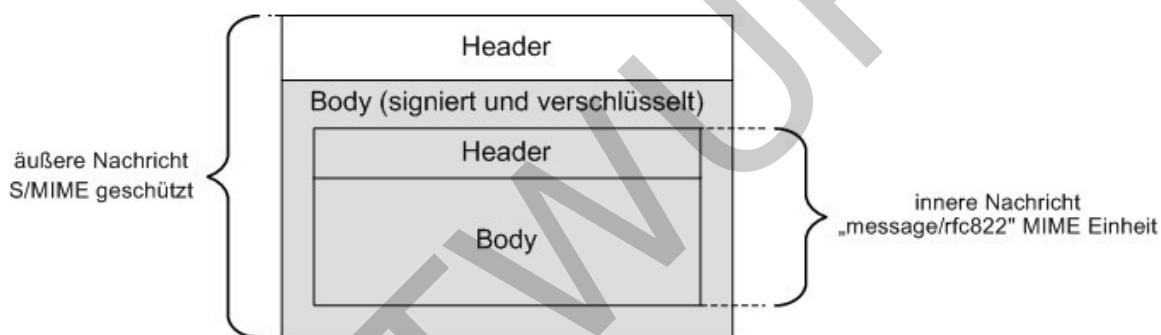 Header
Body (signiert und verschlüsselt)
Header
Body
äußere Nachricht
S/MIME geschützt
innere Nachricht
„message/rfc822" MIME Einheit